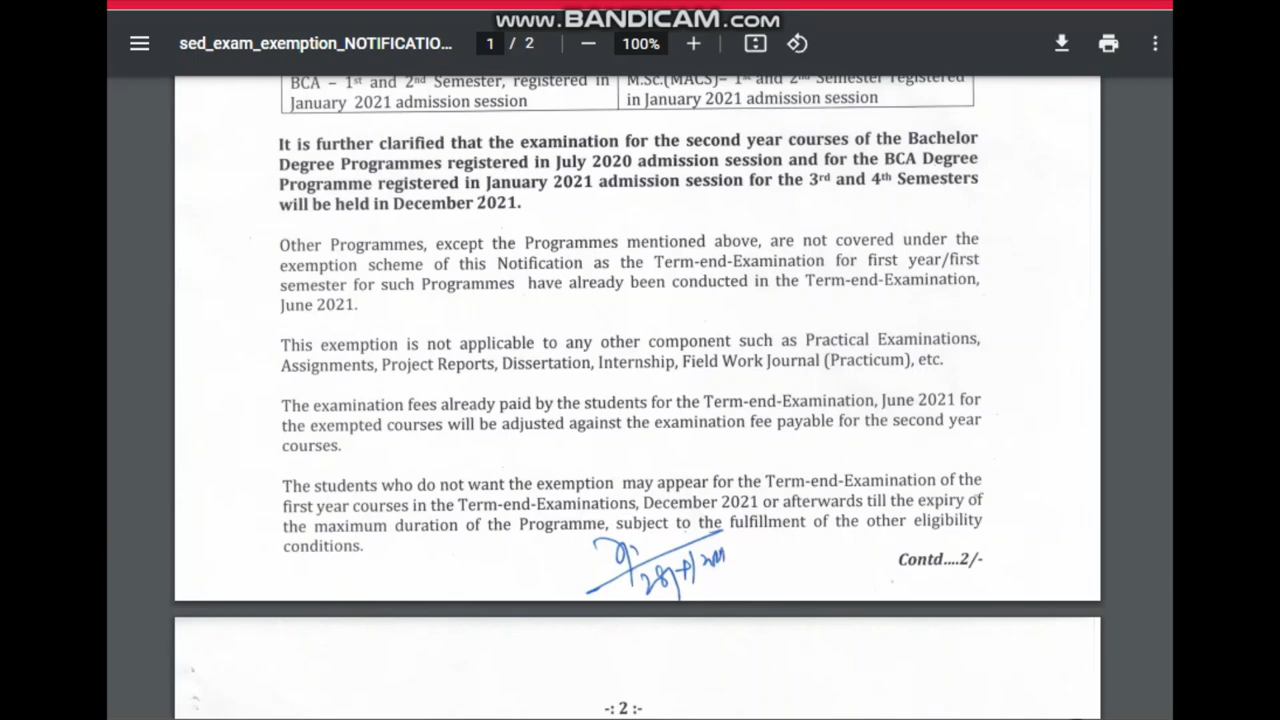 www.BANDICAM.com
sed_exam_exemption_NOTIFICATIO...
1 / 2
100%
BCA – 1st and 2nd Semester, registered in January 2021 admission session
M.Sc.(MACS)– 1st and 2nd Semester registered in January 2021 admission session
It is further clarified that the examination for the second year courses of the Bachelor
Degree Programmes registered in July 2020 admission session and for the BCA Degree
Programme registered in January 2021 admission session for the 3rd and 4th Semesters
will be held in December 2021.
Other Programmes, except the Programmes mentioned above, are not covered under the
exemption scheme of this Notification as the Term-end-Examination for first year/first
semester for such Programmes have already been conducted in the Term-end-Examination,
June 2021.
This exemption is not applicable to any other component such as Practical Examinations,
Assignments, Project Reports, Dissertation, Internship, Field Work Journal (Practicum), etc.
The examination fees already paid by the students for the Term-end-Examination, June 2021 for
the exempted courses will be adjusted against the examination fee payable for the second year
courses.
The students who do not want the exemption may appear for the Term-end-Examination of the
first year courses in the Term-end-Examinations, December 2021 or afterwards till the expiry of
the maximum duration of the Programme, subject to the fulfillment of the other eligibility
conditions.
Contd....2/-
-: 2 :-